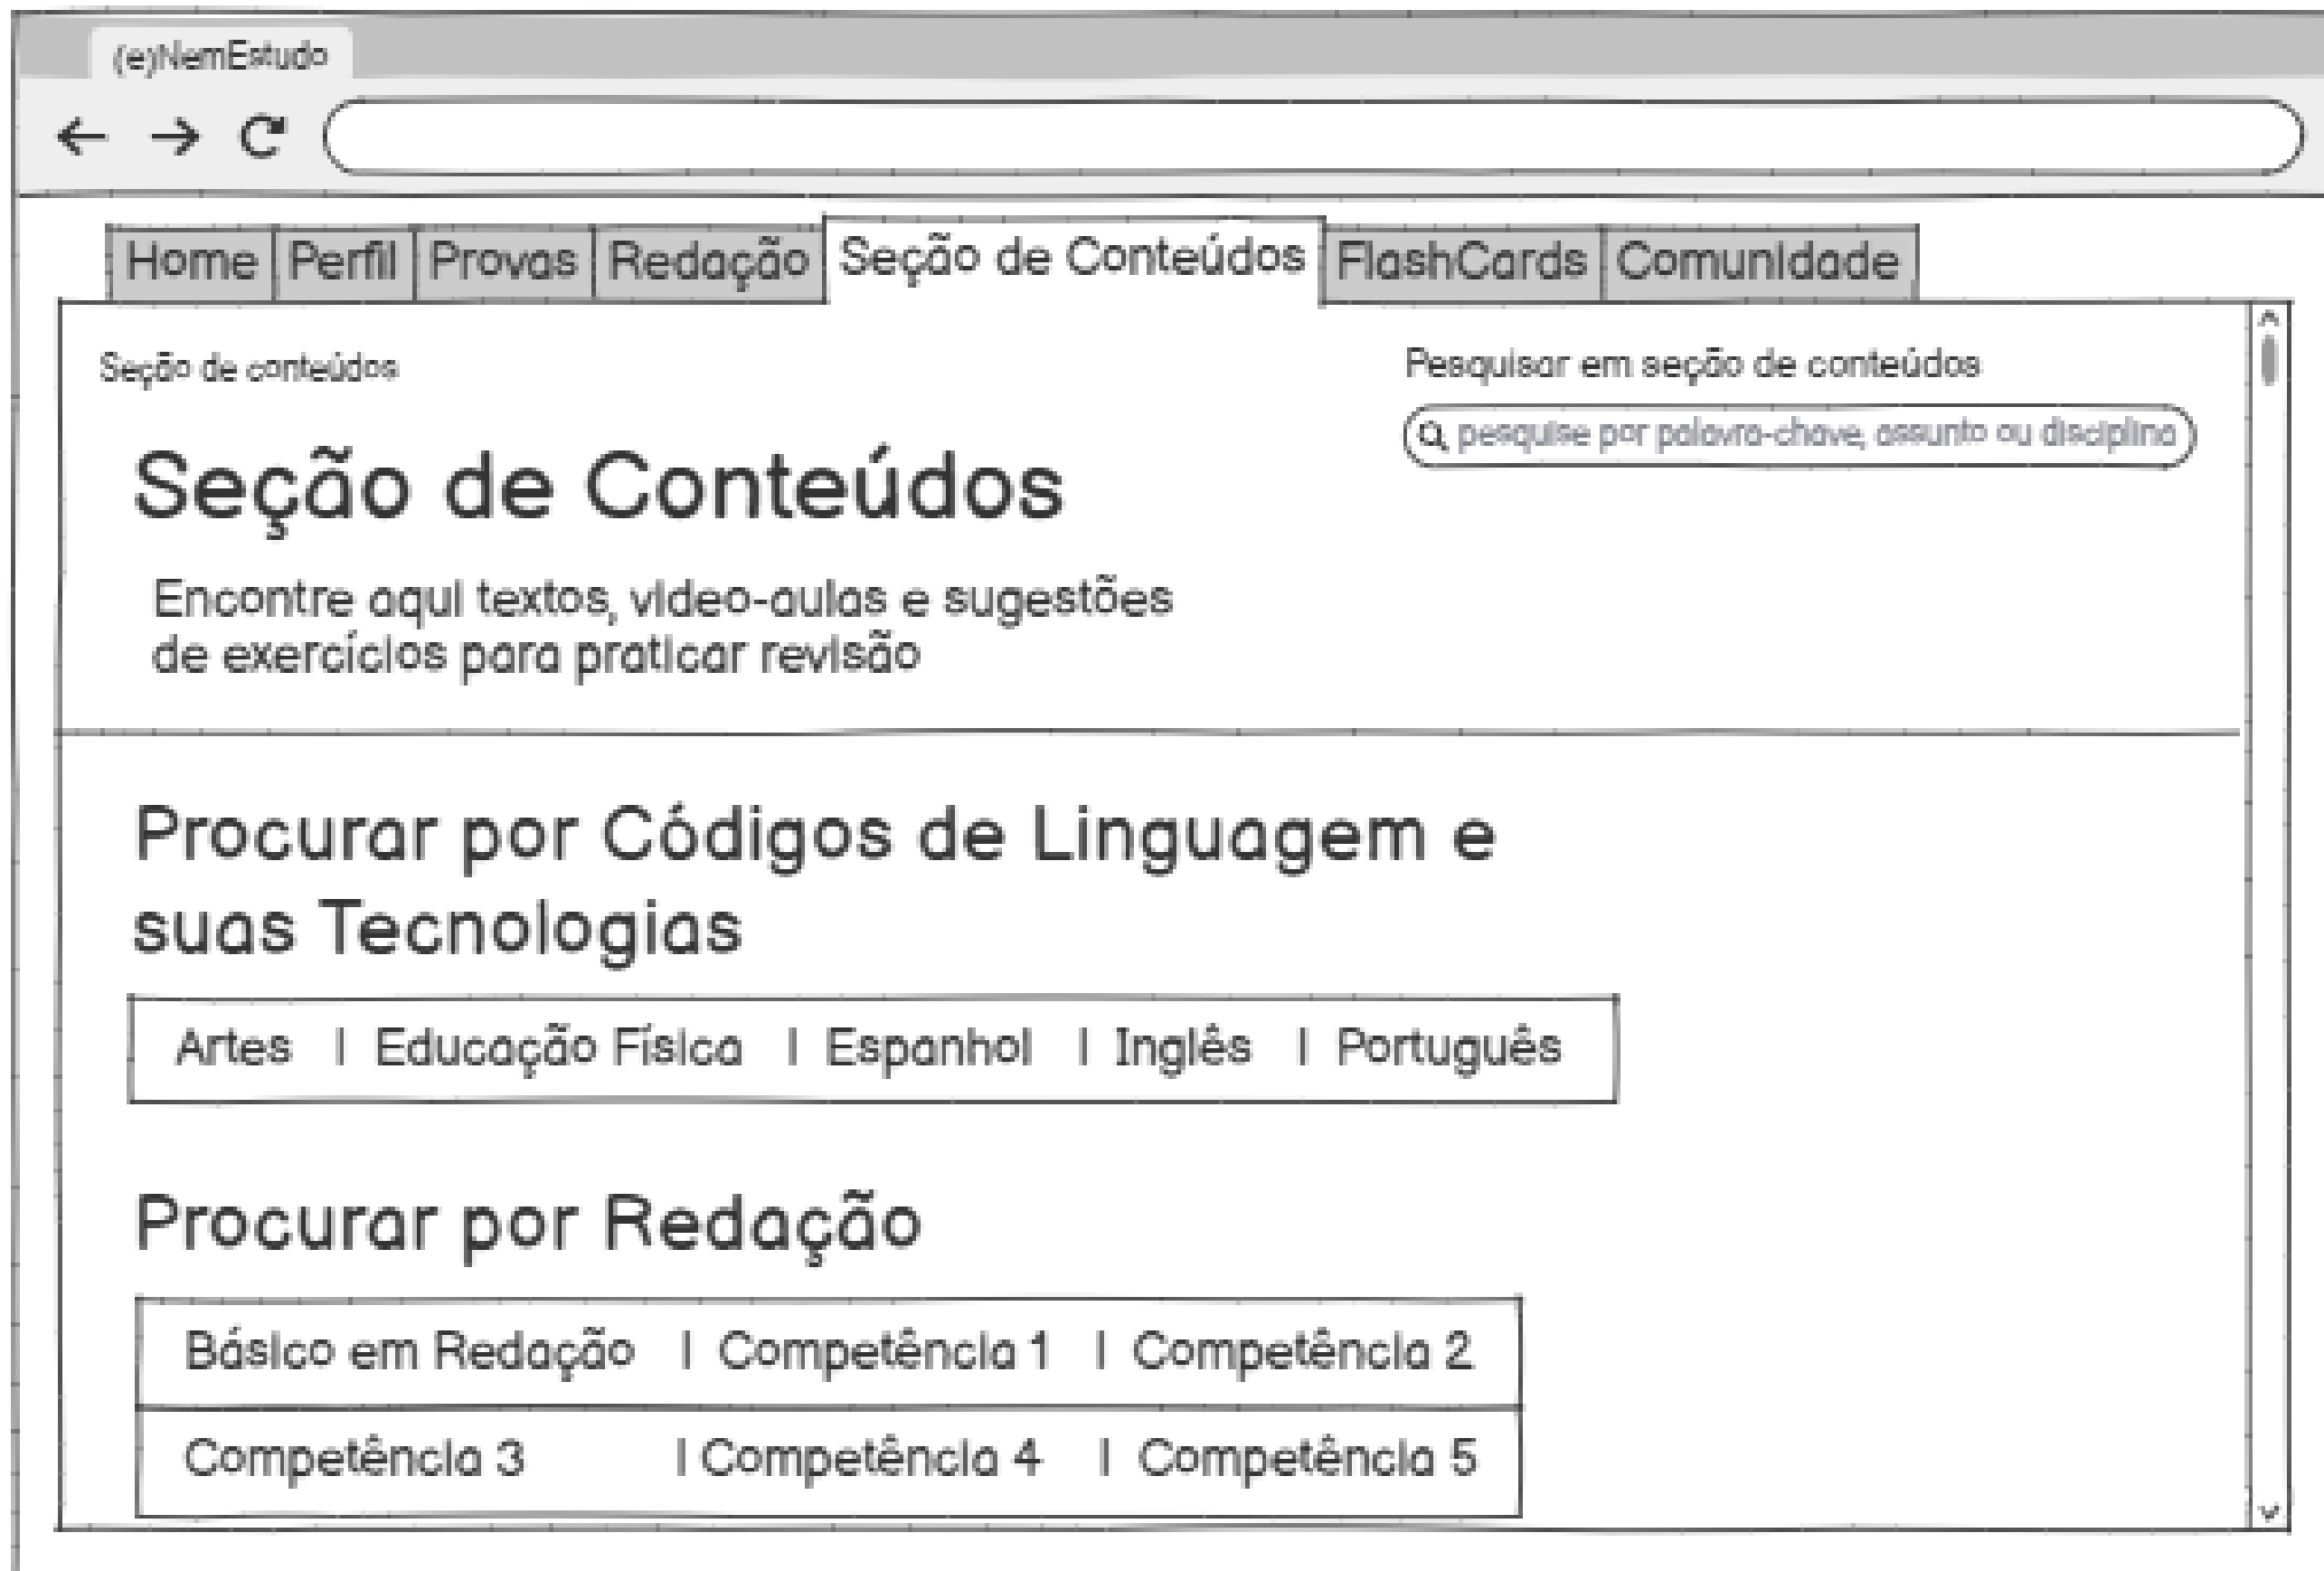 (e)NemEstudo
Home Perfil Provas Redação Seção de Conteúdos FlashCards Comunidade
Seção de conteúdos
Pesquisar em seção de conteúdos
pesquise por palavra-chave, assunto ou disciplina
Seção de Conteúdos
Encontre aqui textos, video-aulas e sugestões
de exercícios para praticar revisão
Procurar por Códigos de Linguagem e
suas Tecnologias
Artes | Educação Física | Espanhol | Inglês | Português
Procurar por Redação
Básico em Redação | Competência 1 | Competência 2
Competência 3 | Competência 4 | Competência 5